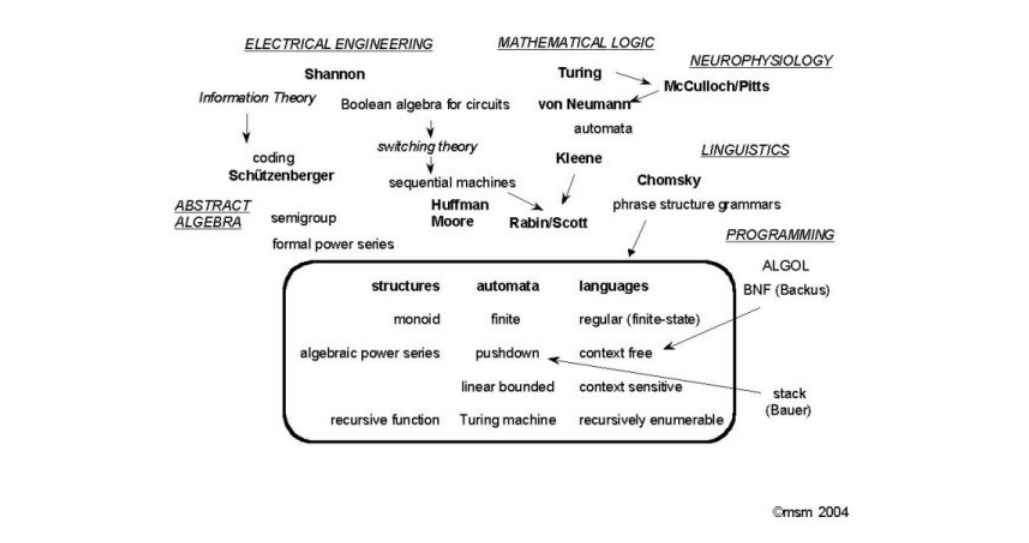 ELECTRICAL ENGINEERING
MATHEMATICAL LOGIC
NEUROPHYSIOLOGY
Shannon
Turing
McCulloch/Pitts
Information Theory
Boolean algebra for circuits
von Neumann
automata
switching theory
LINGUISTICS
coding
Kleene
Schützenberger
sequential machines
Chomsky
ABSTRACT
ALGEBRA
semigroup
Huffman
Moore
Rabin/Scott
phrase structure grammars
formal power series
PROGRAMMING
ALGOL
BNF (Backus)
structures automata languages
monoid finite regular (finite-state)
algebraic power series pushdown context free
linear bounded context sensitive
stack
(Bauer)
recursive function Turing machine recursively enumerable
©msm 2004